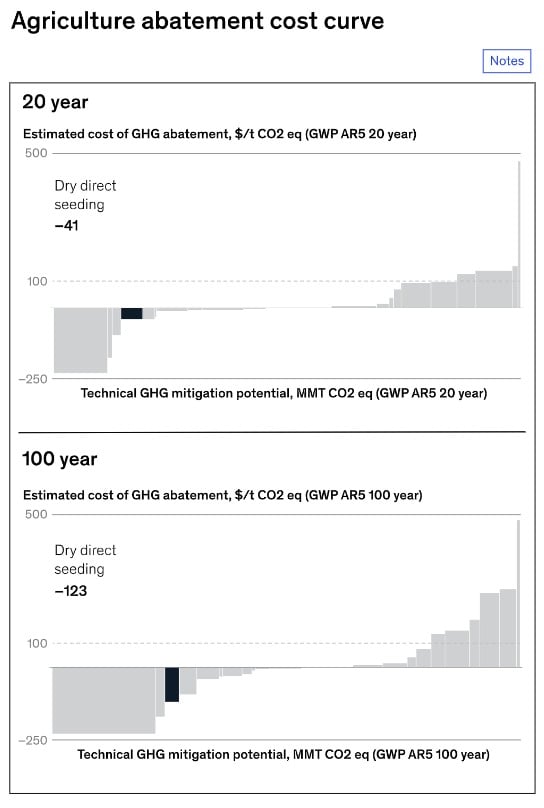 Agriculture abatement cost curve
Notes
20 year
Estimated cost of GHG abatement, $/t CO2 eq (GWP AR5 20 year)
500
Dry direct
seeding
–41
100
–250
Technical GHG mitigation potential, MMT CO2 eq (GWP AR5 20 year)
100 year
Estimated cost of GHG abatement, $/t CO2 eq (GWP AR5 100 year)
500
Dry direct
seeding
–123
100
–250
Technical GHG mitigation potential, MMT CO2 eq (GWP AR5 100 year)